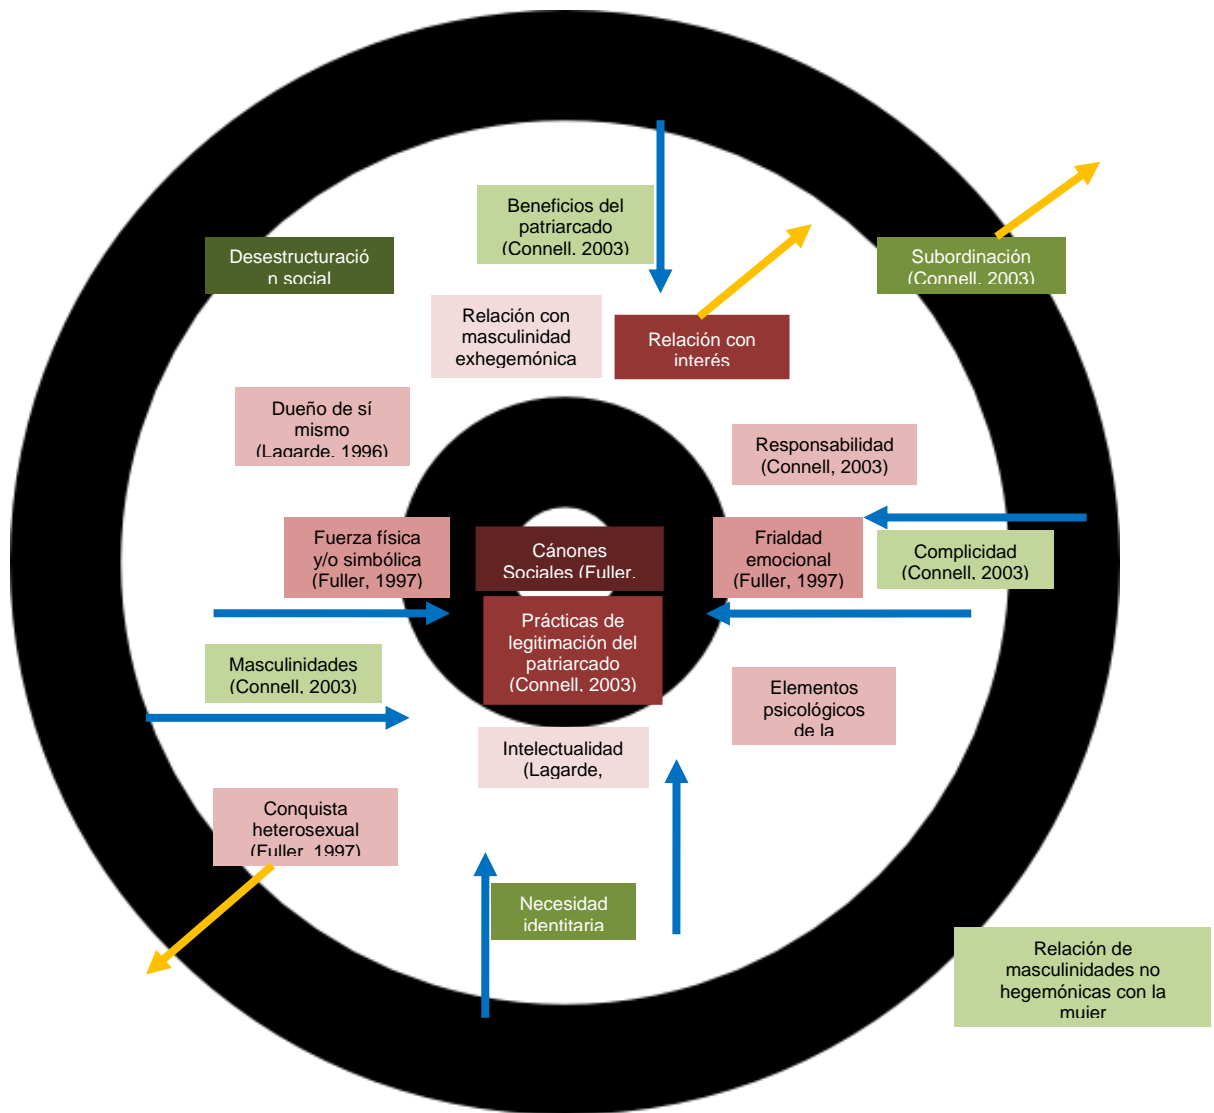 Beneficios del
patriarcado
(Connell, 2003)
Desestructuració
n social
Subordinación
(Connell, 2003)
Relación con
masculinidad
exhegemónica
Relación con
interés
Dueño de sí
mismo
(Lagarde, 1996)
Responsabilidad
(Connell, 2003)
Fuerza física
y/o simbólica
(Fuller, 1997)
Cánones
Sociales (Fuller,
Frialdad
emocional
(Fuller, 1997)
Complicidad
(Connell, 2003)
Prácticas de
legitimación del
patriarcado
(Connell, 2003)
Masculinidades
(Connell, 2003)
Elementos
psicológicos
de la
Intelectualidad
(Lagarde,
Conquista
heterosexual
(Fuller, 1997)
Necesidad
identitaria
Relación de
masculinidades no
hegemónicas con la
mujer